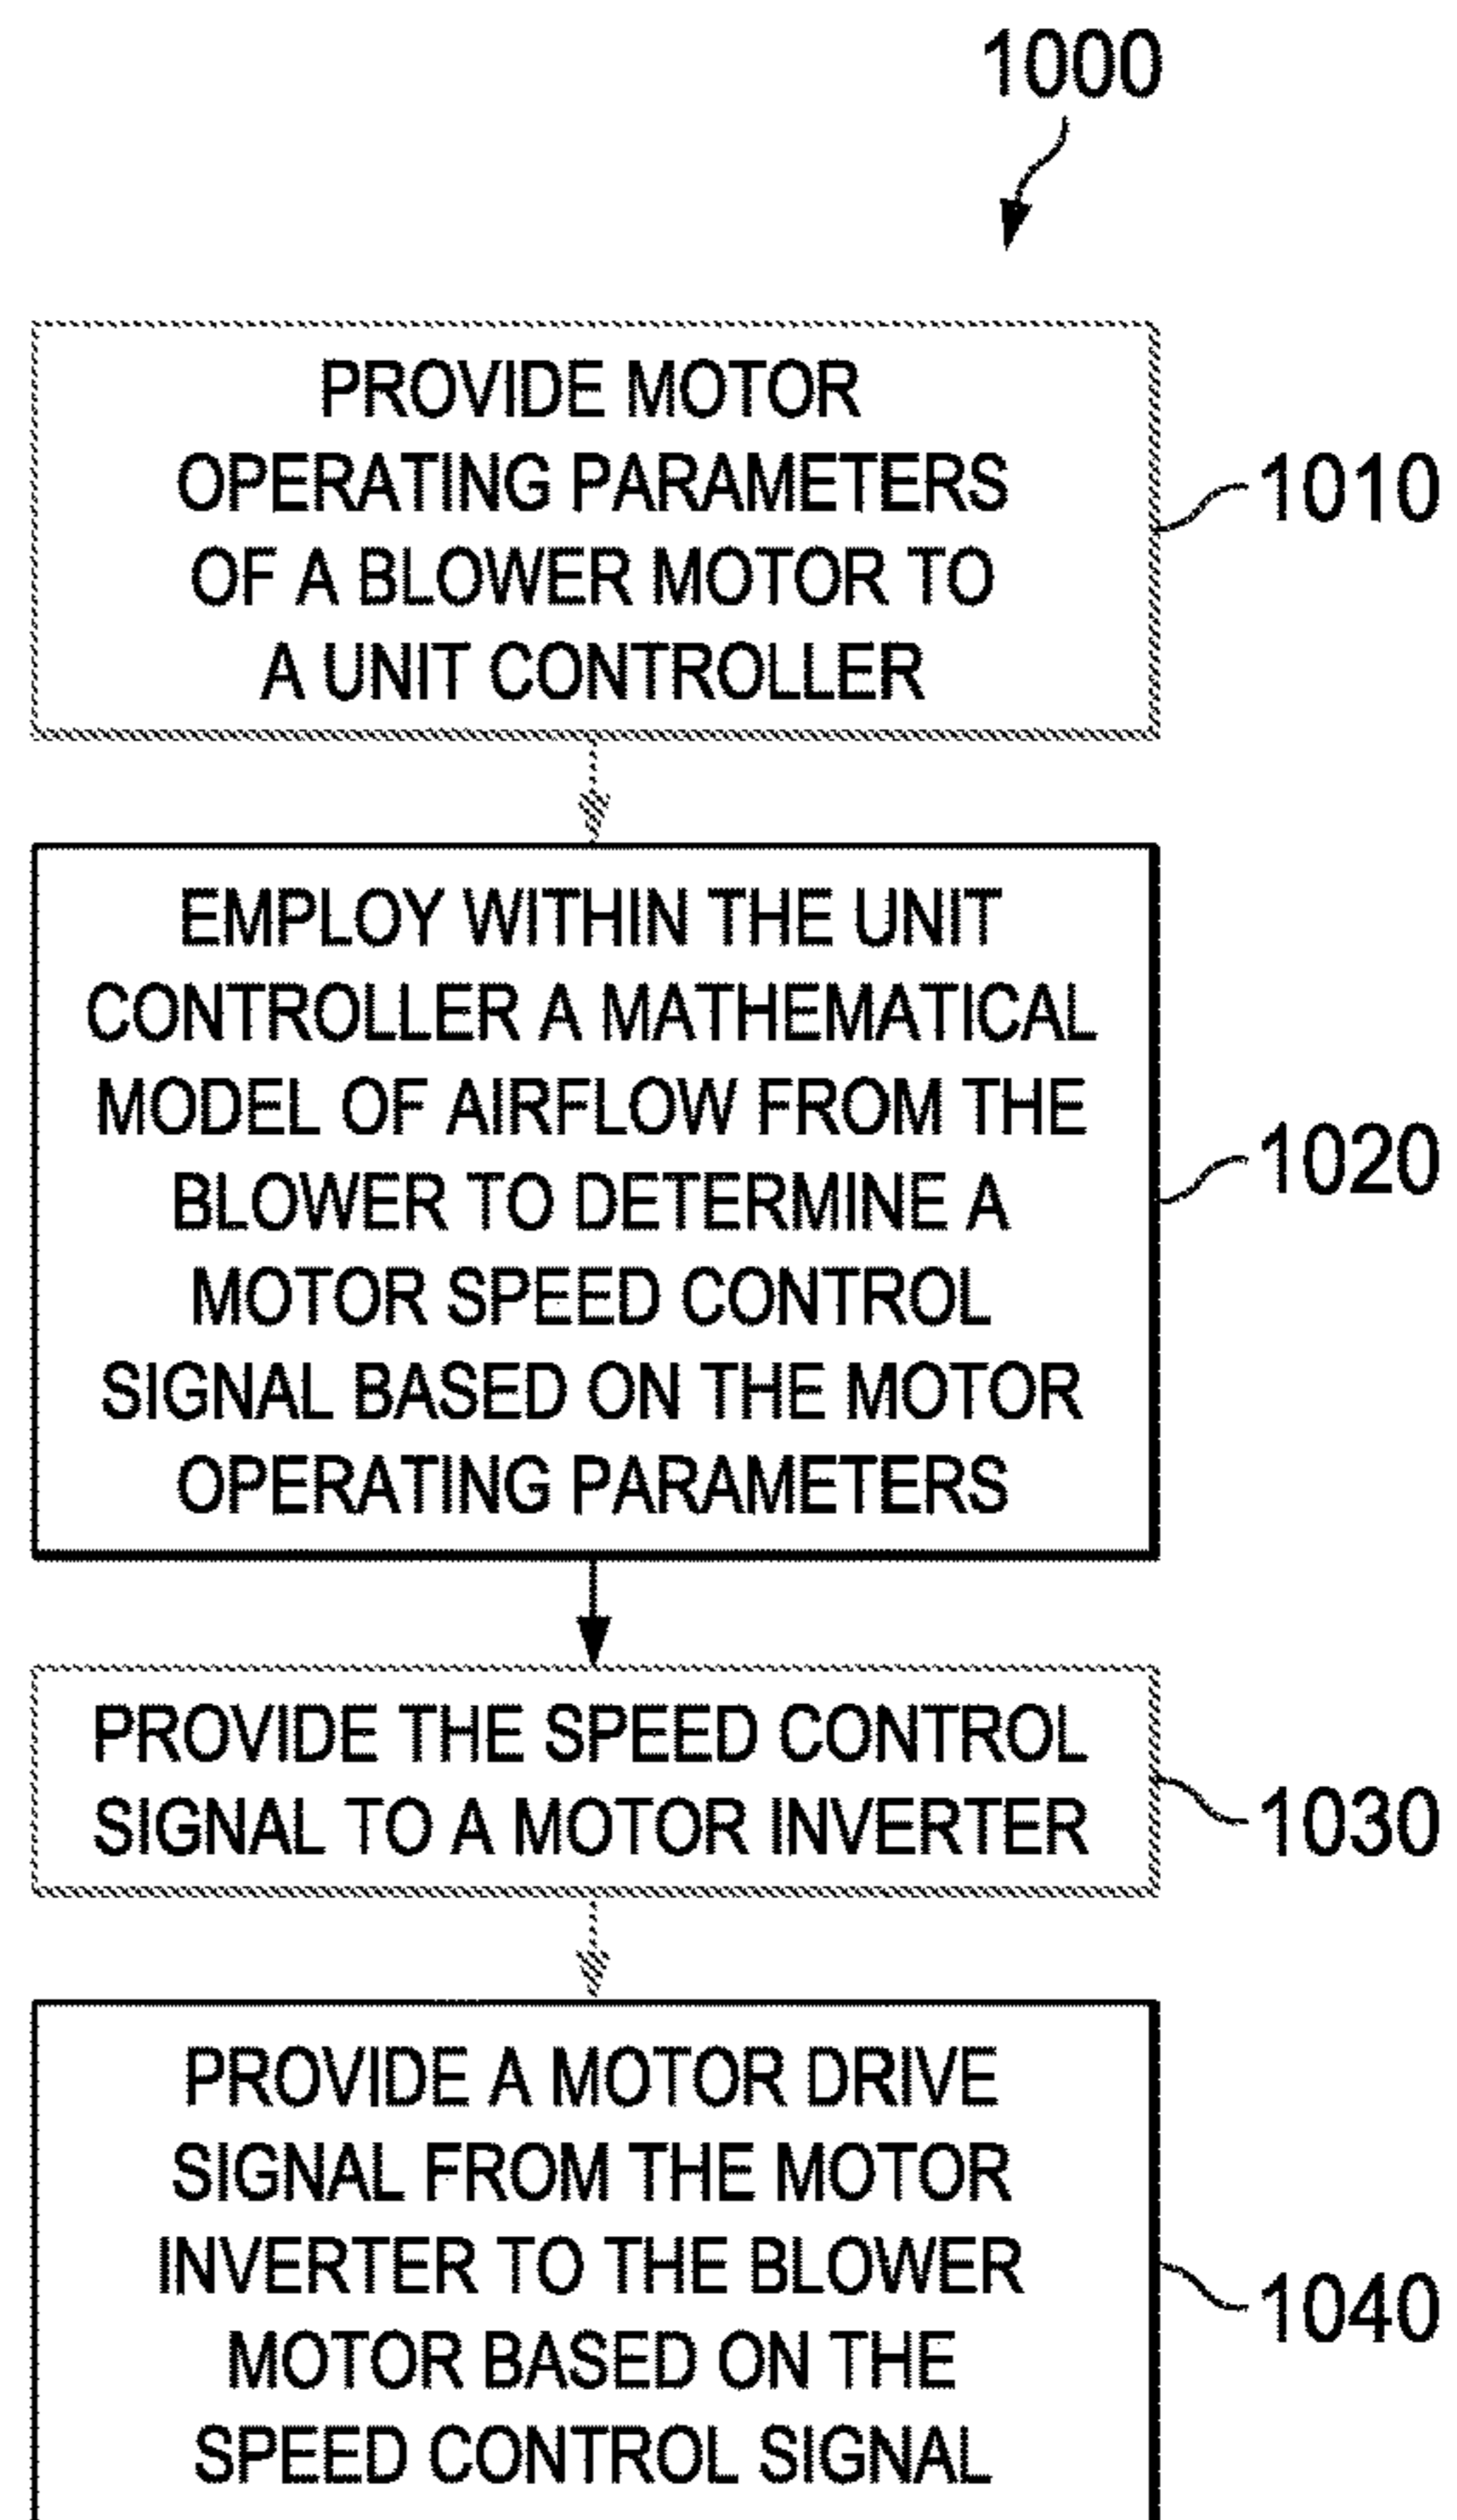 1000
PROVIDE MOTOR
OPERATING PARAMETERS
OF A BLOWER MOTOR TO
A UNIT CONTROLLER
1010
EMPLOY WITHIN THE UNIT
CONTROLLER A MATHEMATICAL
MODEL OF AIRFLOW FROM THE
BLOWER TO DETERMINE A
MOTOR SPEED CONTROL
SIGNAL BASED ON THE MOTOR
OPERATING PARAMETERS
1020
PROVIDE THE SPEED CONTROL
SIGNAL TO A MOTOR INVERTER
1030
PROVIDE A MOTOR DRIVE
SIGNAL FROM THE MOTOR
INVERTER TO THE BLOWER
MOTOR BASED ON THE
SPEED CONTROL SIGNAL
1040